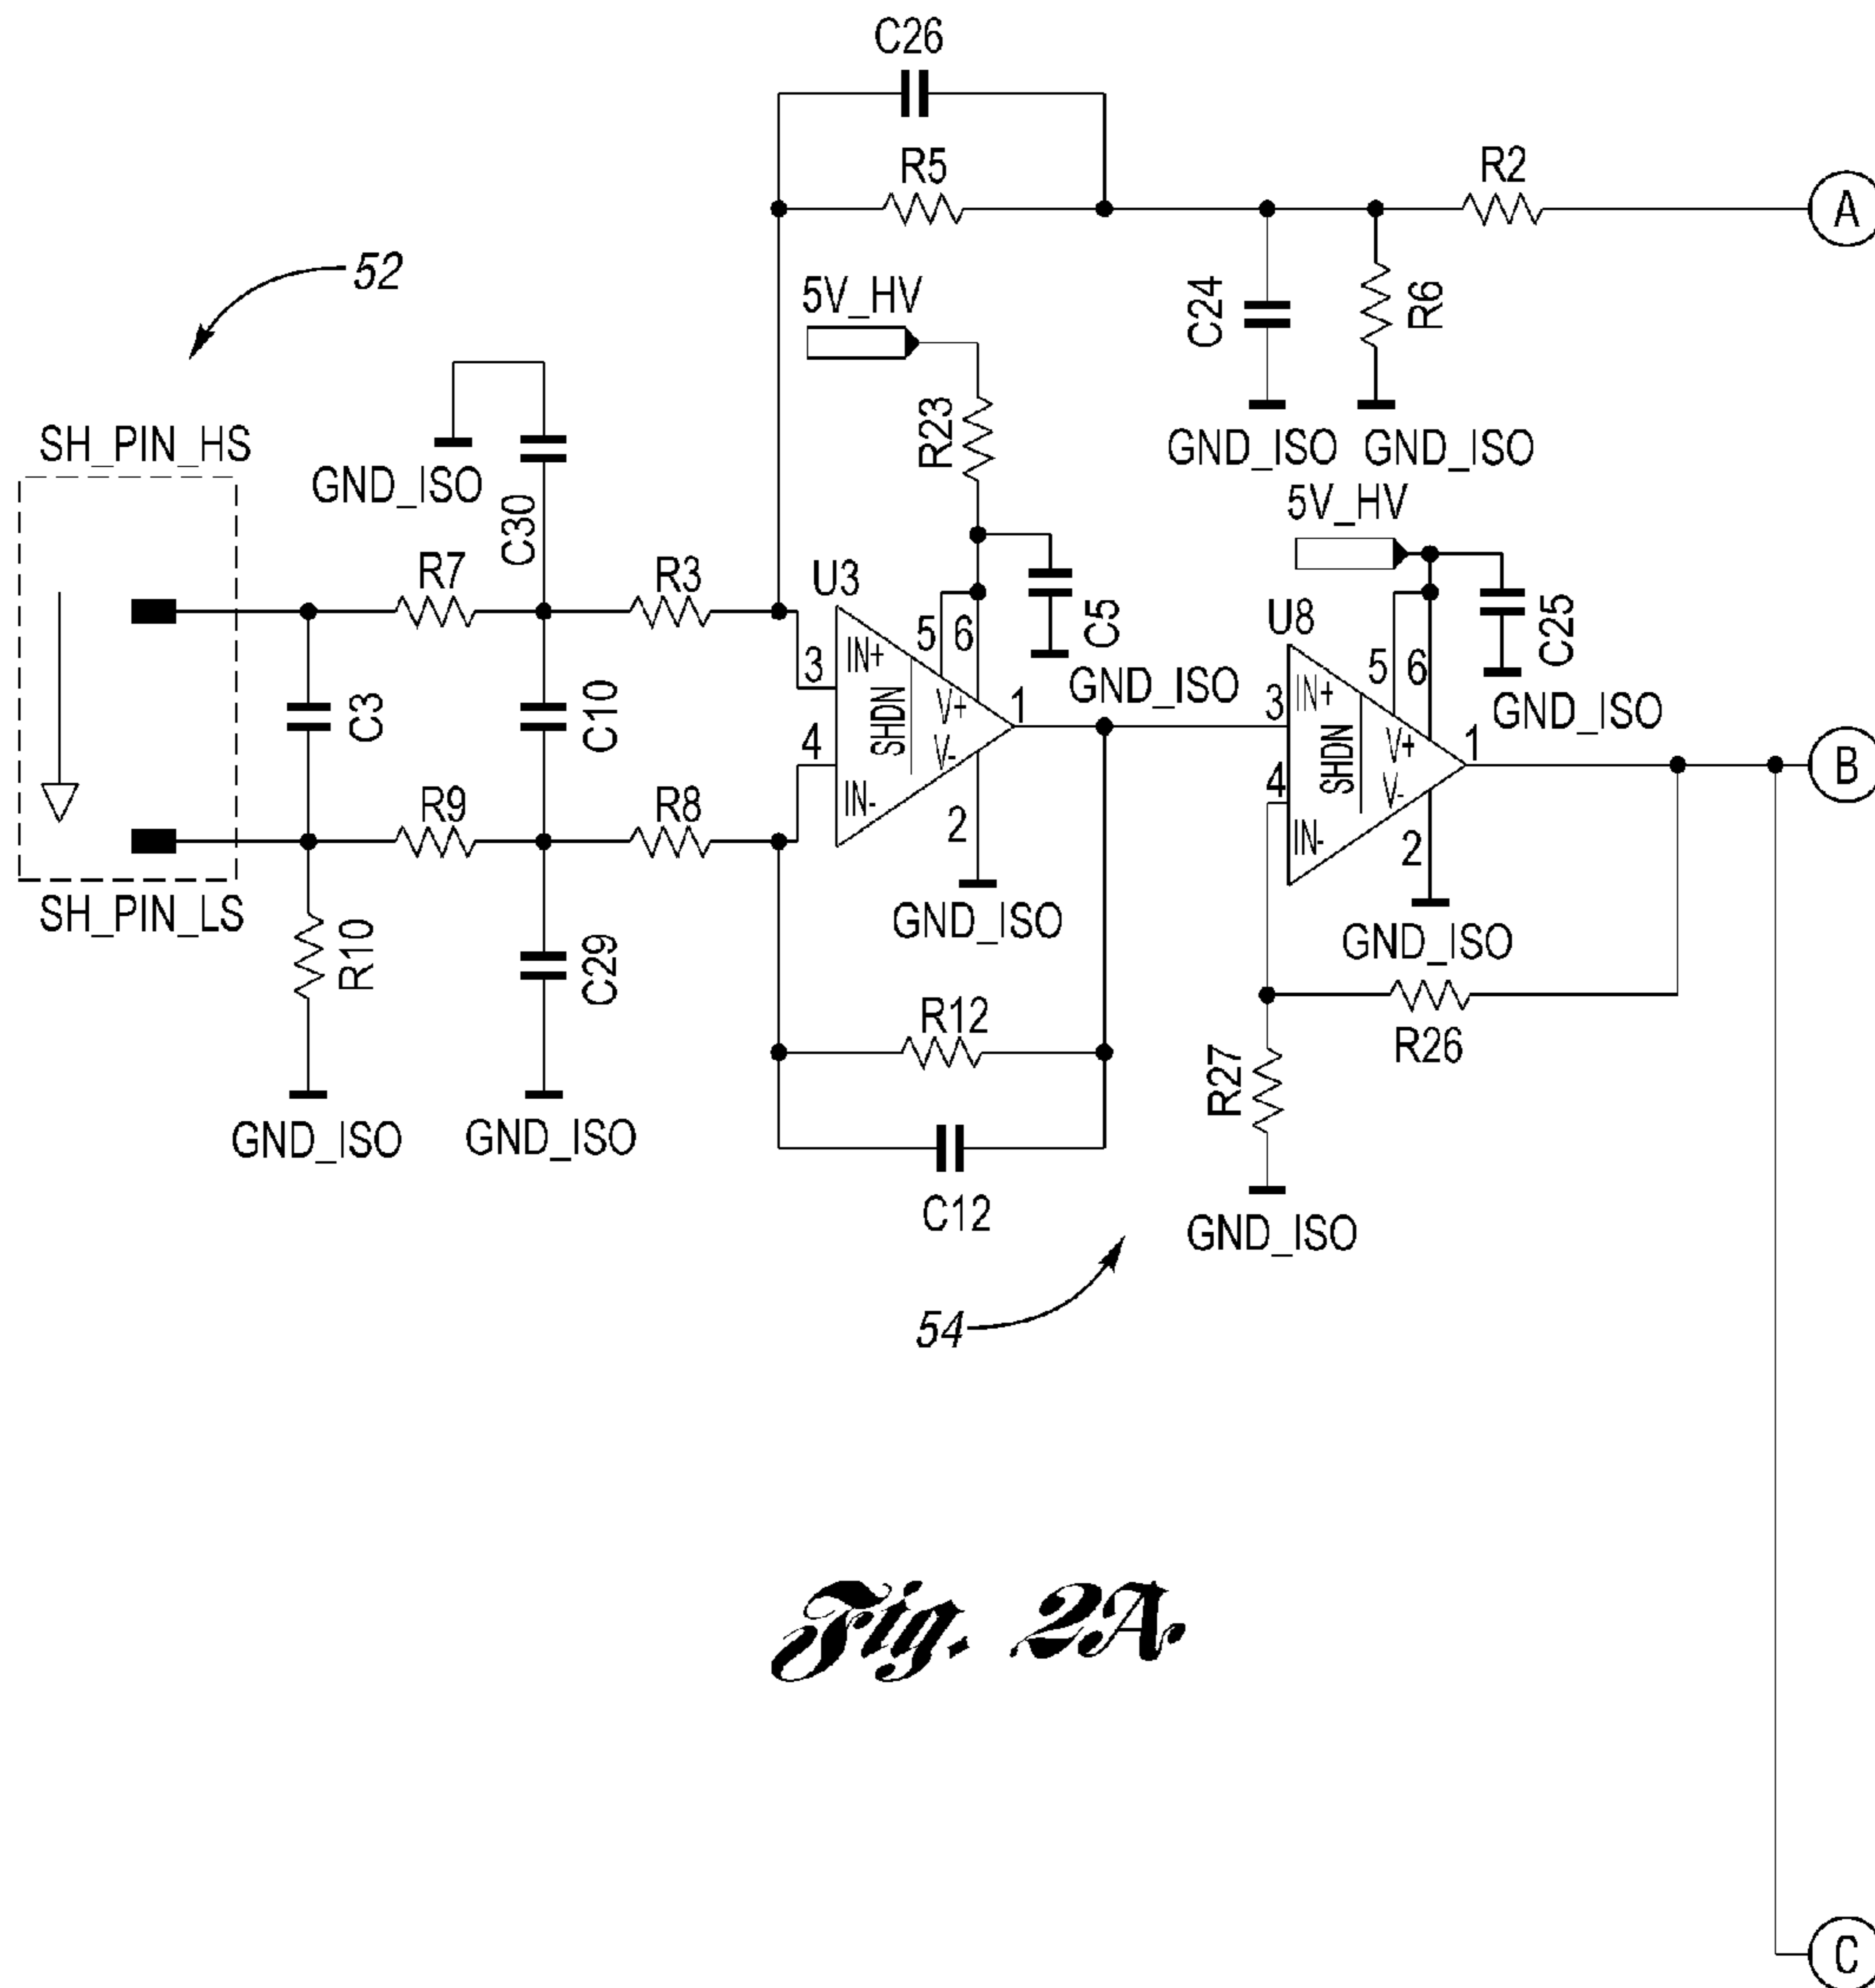 C26
R5
R2
A
52
5V_HV
C24
R6
R23
SH_PIN_HS
GND_ISO
GND_ISO
GND_ISO
5V_HV
C30
R7
R3
U3
5
6
C5
U8
C25
3
IN+
SHDN
V+
1
GND_ISO
5
6
GND_ISO
C3
C10
4
V-
IN-
3
IN+
SHDN
V+
1
B
R9
R8
2
4
V-
IN-
2
SH_PIN_LS
R10
C29
GND_ISO
GND_ISO
R12
R26
R27
GND_ISO
GND_ISO
C12
GND_ISO
54
Fig. 2A.
C